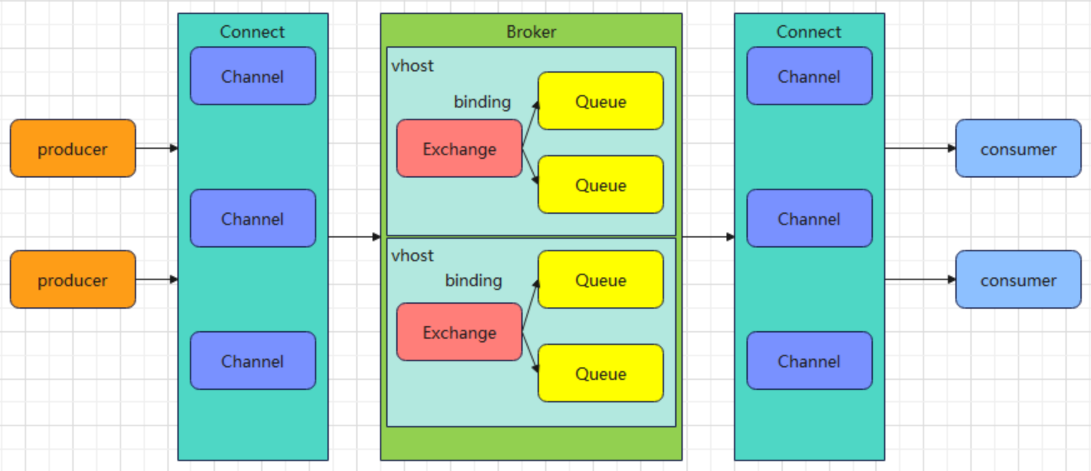 Connect
Broker
Connect
vhost
Channel
Channel
binding
Queue
producer
Exchange
consumer
Queue
Channel
Channel
vhost
producer
binding
Queue
consumer
Exchange
Channel
Queue
Channel